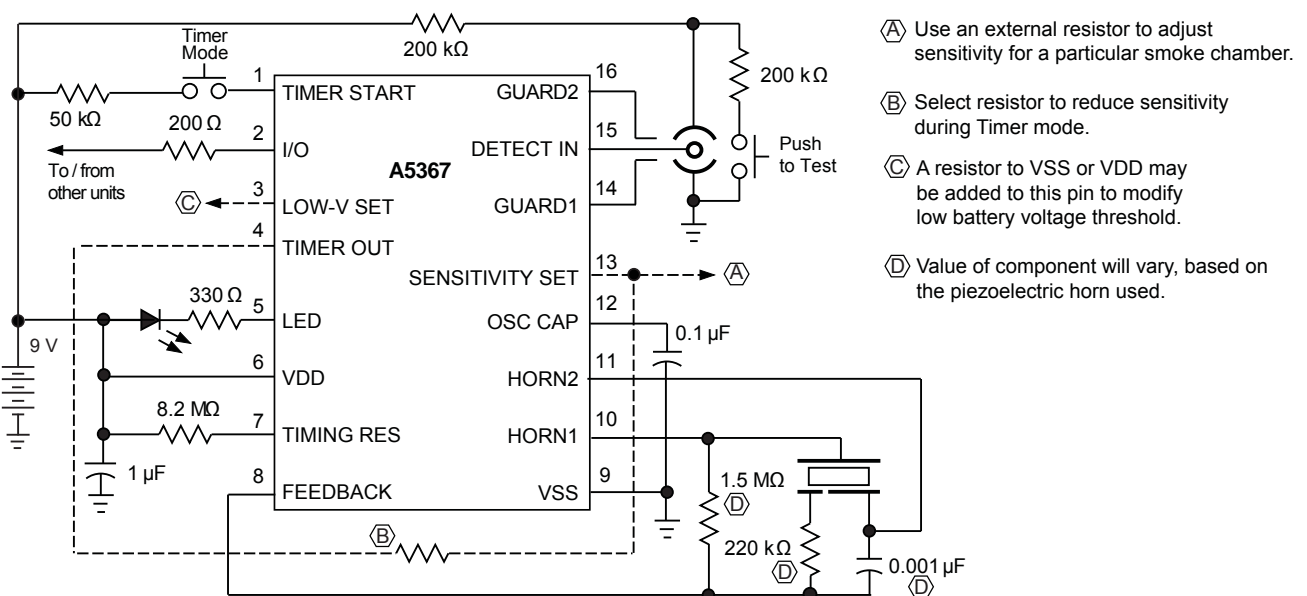 200 kΩ
Timer
Mode
50 kΩ
200 Ω
To / from
other units
C
1
TIMER START
2
I/O
3
LOW-V SET
4
TIMER OUT
330 Ω
5
LED
9 V
6
VDD
8.2 MΩ
7
TIMING RES
1 µF
8
FEEDBACK
A5367
16
GUARD2
15
DETECT IN
14
GUARD1
13
SENSITIVITY SET
12
OSC CAP
11
HORN2
10
HORN1
9
VSS
200 kΩ
Push
to Test
A
0.1 µF
1.5 MΩ
D
220 kΩ
D
0.001 µF
D
B
A Use an external resistor to adjust
sensitivity for a particular smoke chamber.
B Select resistor to reduce sensitivity
during Timer mode.
C A resistor to VSS or VDD may
be added to this pin to modify
low battery voltage threshold.
D Value of component will vary, based on
the piezoelectric horn used.